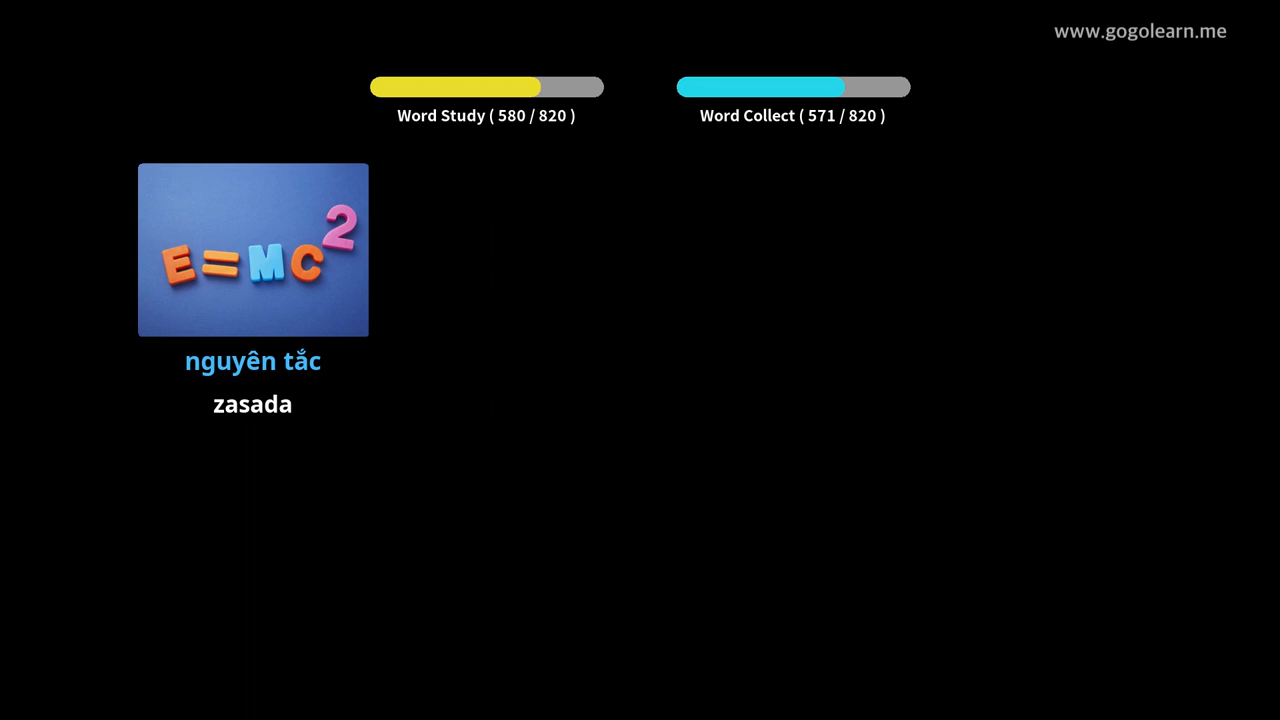 www.gogolearn.me
Word Study ( 580 / 820 )
Word Collect ( 571 / 820 )
E=MC2
nguyên tắc
zasada